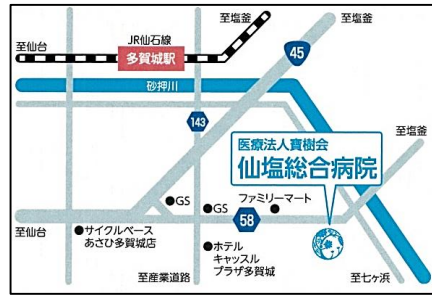 至塩釜
至塩釜
至仙台
JR仙石線
多賀城駅
45
砂押川
143
医療法人寶樹会
仙塩総合病院
至塩釜
GS
GS
ファミリーマート
58
至仙台
サイクルベース
あさひ多賀城店
ホテル
キャッスル
プラザ多賀城
至産業道路
至七ヶ浜